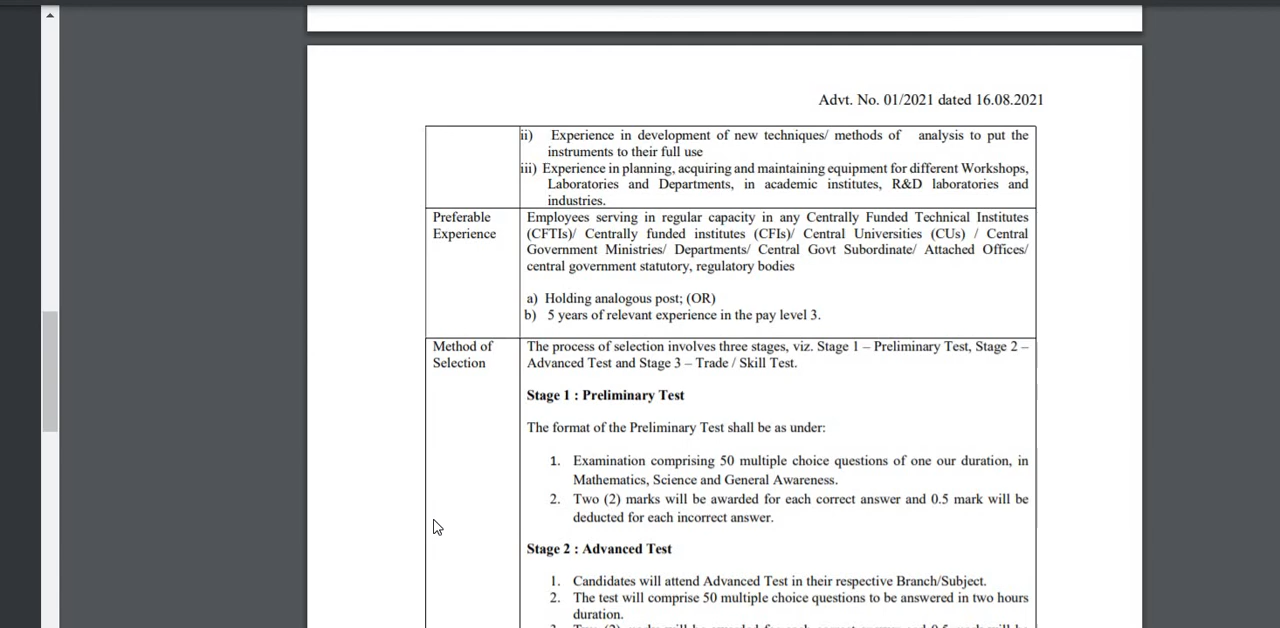 Advt. No. 01/2021 dated 16.08.2021
ii) Experience in development of new techniques/ methods of analysis to put the
instruments to their full use
iii) Experience in planning, acquiring and maintaining equipment for different Workshops,
Laboratories and Departments, in academic institutes, R&D laboratories and
industries.
Preferable
Experience
Employees serving in regular capacity in any Centrally Funded Technical Institutes
(CFTIs)/ Centrally funded institutes (CFIs)/ Central Universities (CUs) / Central
Government Ministries/ Departments/ Central Govt Subordinate/ Attached Offices/
central government statutory, regulatory bodies
a) Holding analogous post; (OR)
b) 5 years of relevant experience in the pay level 3.
Method of
Selection
The process of selection involves three stages, viz. Stage 1 – Preliminary Test, Stage 2 –
Advanced Test and Stage 3 – Trade / Skill Test.
Stage 1 : Preliminary Test
The format of the Preliminary Test shall be as under:
1. Examination comprising 50 multiple choice questions of one our duration, in
Mathematics, Science and General Awareness.
2. Two (2) marks will be awarded for each correct answer and 0.5 mark will be
deducted for each incorrect answer.
Stage 2 : Advanced Test
1. Candidates will attend Advanced Test in their respective Branch/Subject.
2. The test will comprise 50 multiple choice questions to be answered in two hours
duration.